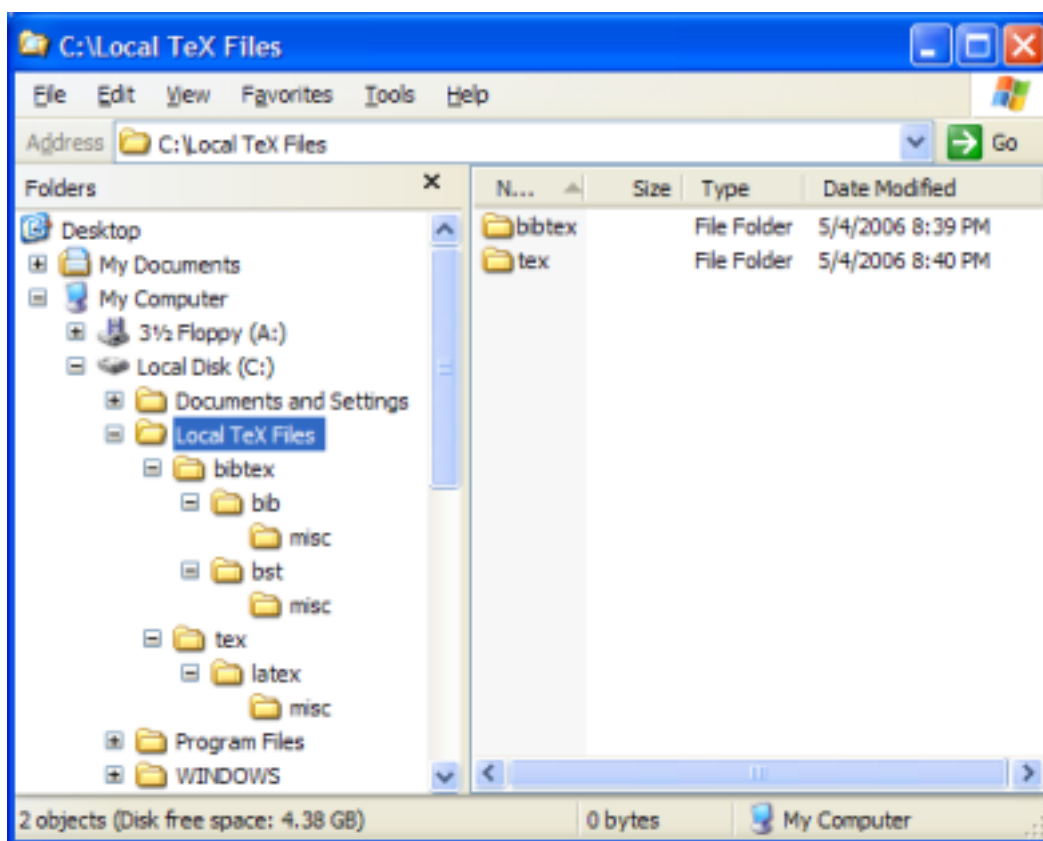 C:\Local TeX Files
File Edit View Favorites Tools Help
Address C:\Local TeX Files Go
Folders
N... Size Type Date Modified
Desktop
My Documents
My Computer
3½ Floppy (A:)
Local Disk (C:)
Documents and Settings
Local TeX Files
bibtex
bib
misc
bst
misc
tex
latex
misc
Program Files
WINDOWS
bibtex File Folder 5/4/2006 8:39 PM
tex File Folder 5/4/2006 8:40 PM
2 objects (Disk free space: 4.38 GB) 0 bytes My Computer